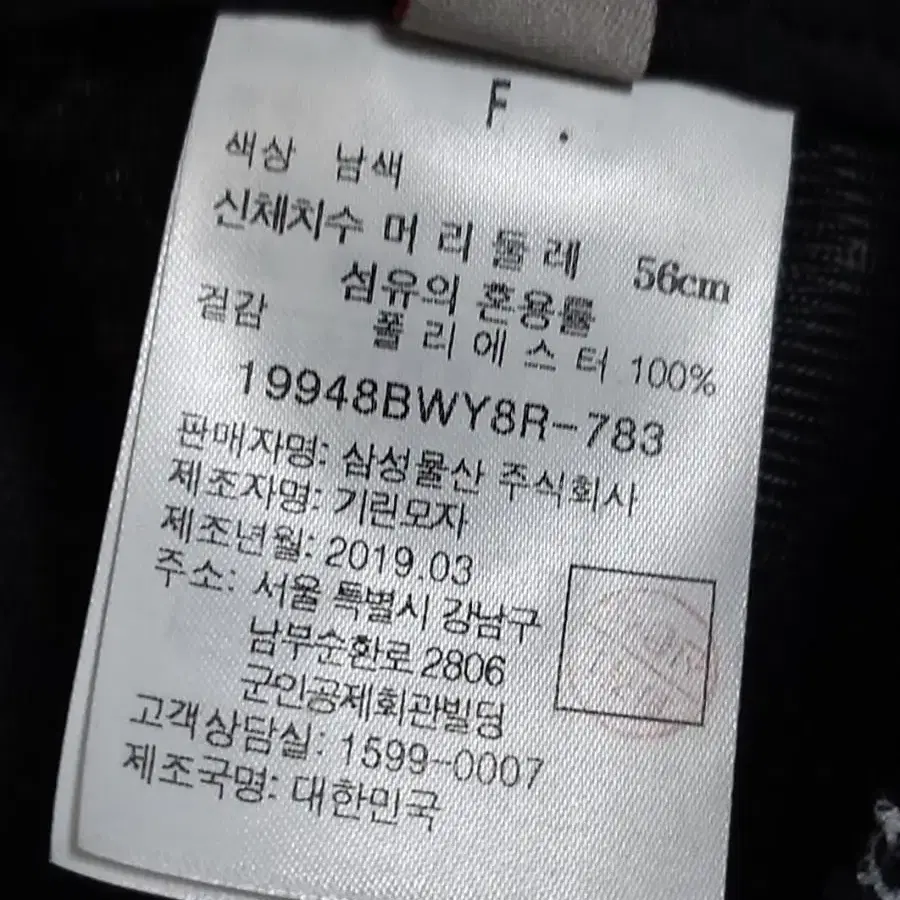 F.
색상 남색
신체치수 머리둘레 56cm
섬유의 혼용률
겉감 폴리에스터 100%
19948BWY8R-783
판매자명: 삼성물산 주식회사
제조자명: 기린모자
제조년월: 2019.03
주소: 서울 특별시 강남구
남부순환로 2806
군인공제회관빌딩
고객상담실: 1599-0007
제조국명: 대한민국